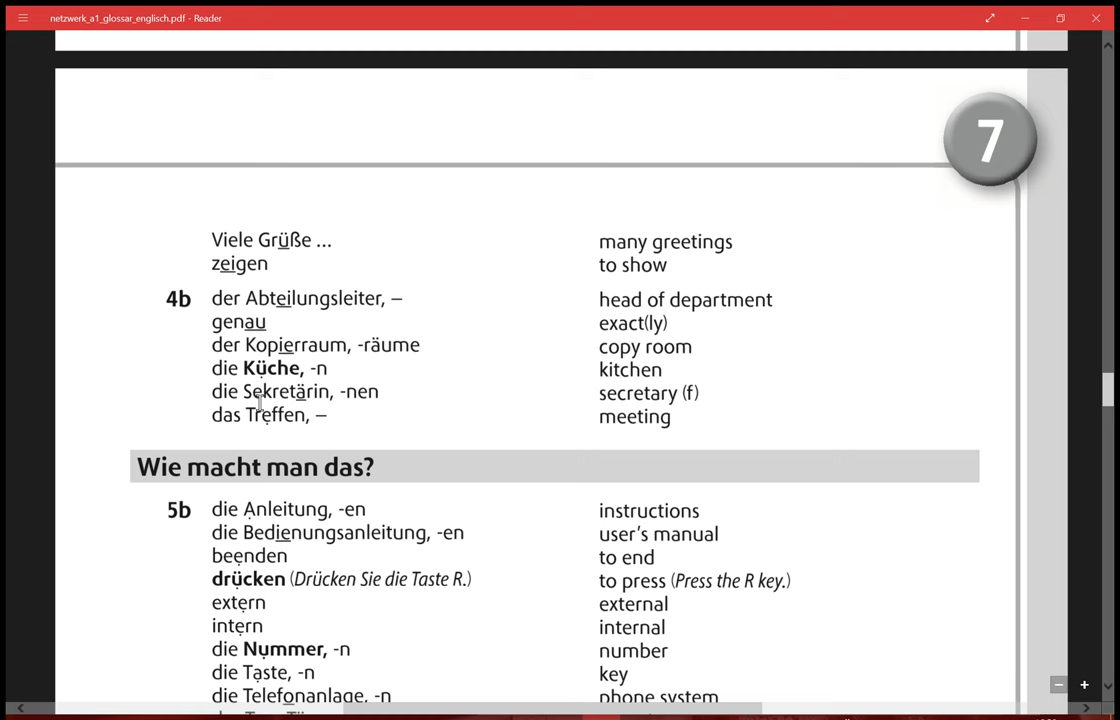 netzwerk_a1_glossar_englisch.pdf - Reader
7
Viele Grüße ... many greetings
zeigen to show
4b der Abteilungsleiter, – head of department
genau exact(ly)
der Kopierraum, -räume copy room
die Küche, -n kitchen
die Sekretärin, -nen secretary (f)
das Treffen, – meeting
Wie macht man das?
5b die Anleitung, -en instructions
die Bedienungsanleitung, -en user's manual
beenden to end
drücken (Drücken Sie die Taste R.) to press (Press the R key.)
extern external
intern internal
die Nummer, -n number
die Taste, -n key
die Telefonanlage, -n phone system